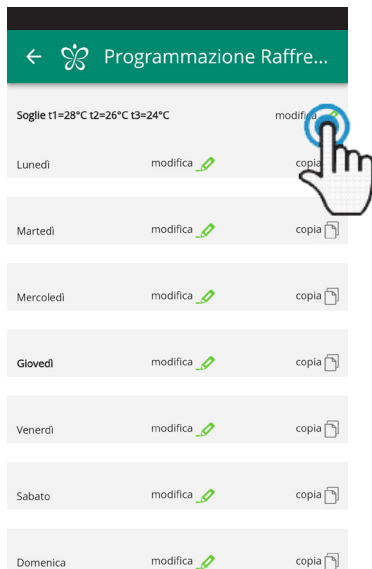 Programmazione Raffre...
Soglie t1=28°C t2=26°C t3=24°C modifica
Lunedì modifica copia
Martedì modifica copia
Mercoledì modifica copia
Giovedì modifica copia
Venerdì modifica copia
Sabato modifica copia
Domenica modifica copia